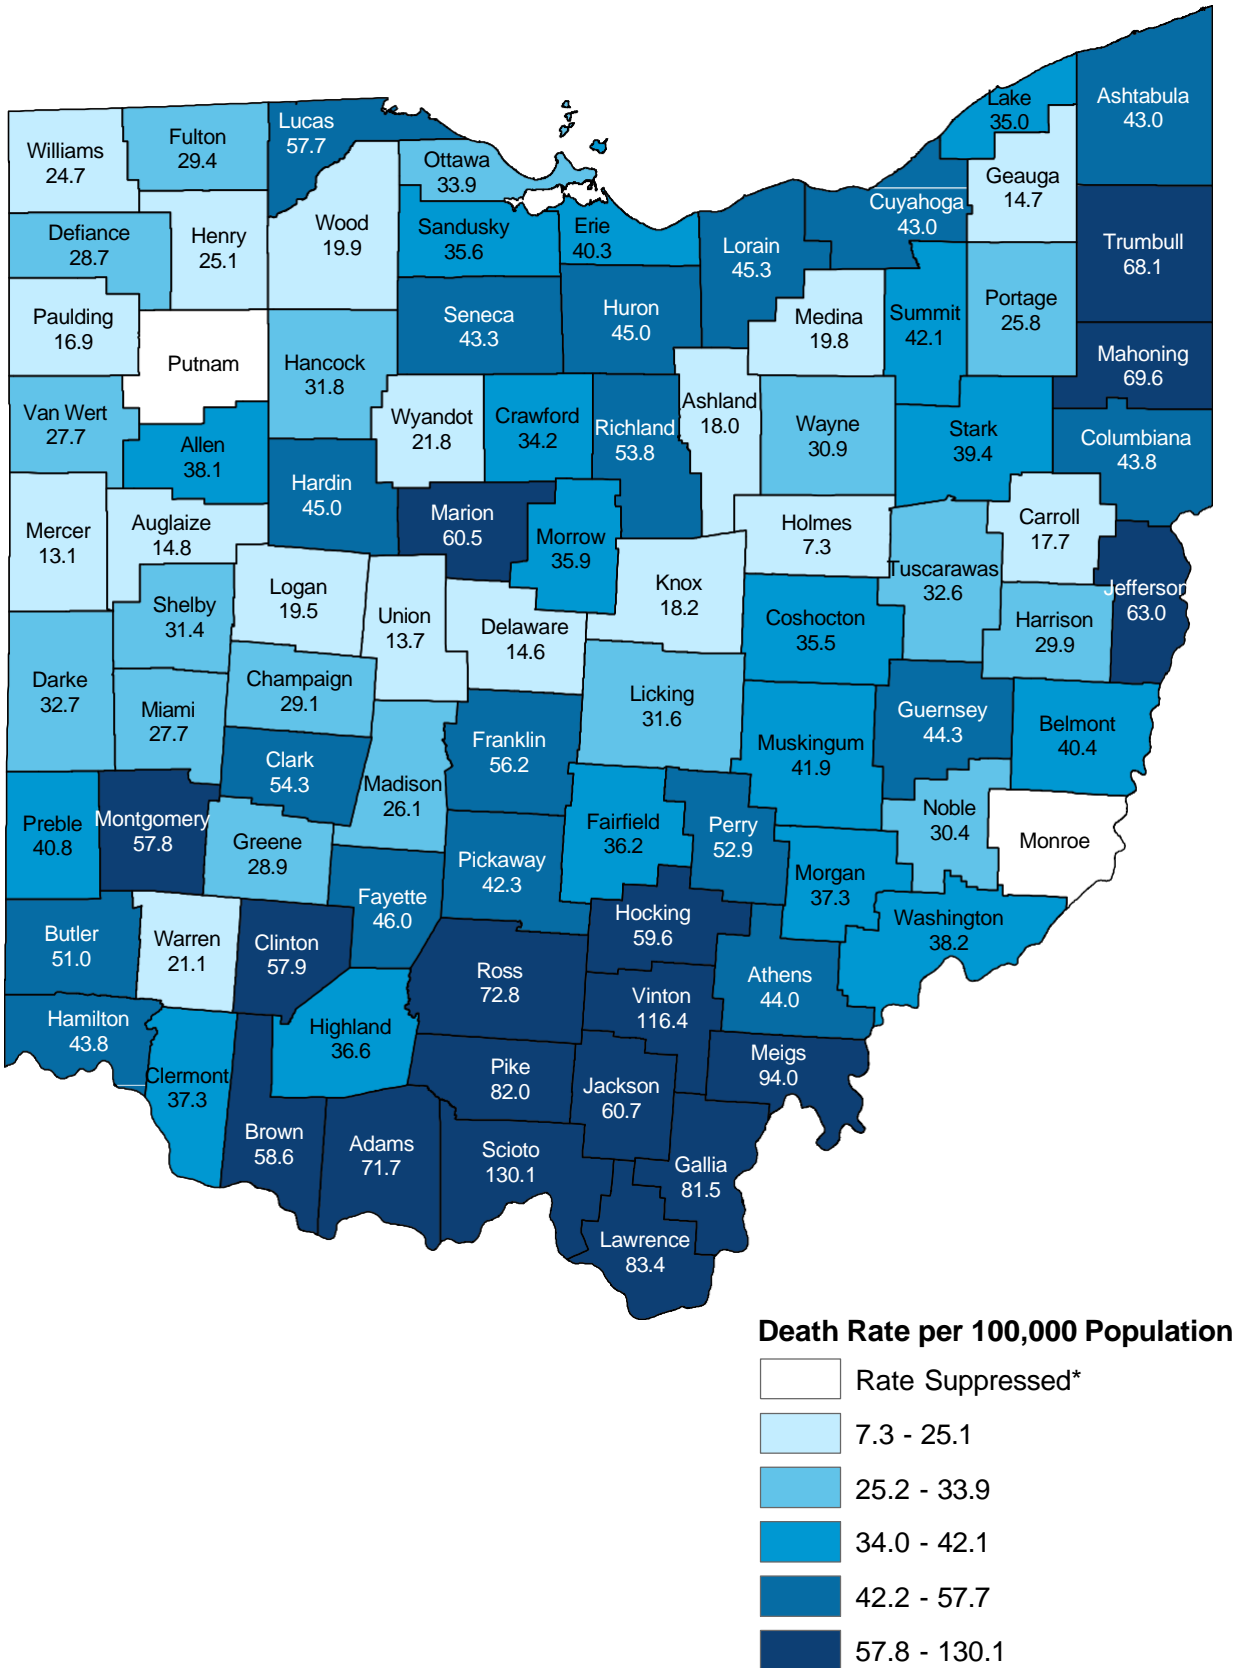 Lake
35.0
Ashtabula
43.0
Lucas
57.7
Fulton
29.4
Williams
24.7
Ottawa
33.9
Geauga
14.7
Cuyahoga
43.0
Wood
19.9
Sandusky
35.6
Erie
40.3
Defiance
28.7
Henry
25.1
Lorain
45.3
Trumbull
68.1
Paulding
16.9
Seneca
43.3
Huron
45.0
Medina
19.8
Summit
42.1
Portage
25.8
Putnam
Hancock
31.8
Mahoning
69.6
Van Wert
27.7
Allen
38.1
Wyandot
21.8
Crawford
34.2
Richland
53.8
Ashland
18.0
Wayne
30.9
Stark
39.4
Columbiana
43.8
Hardin
45.0
Mercer
13.1
Auglaize
14.8
Marion
60.5
Morrow
35.9
Holmes
7.3
Carroll
17.7
Tuscarawas
32.6
Jefferson
63.0
Logan
19.5
Shelby
31.4
Union
13.7
Delaware
14.6
Knox
18.2
Coshocton
35.5
Harrison
29.9
Darke
32.7
Champaign
29.1
Miami
27.7
Licking
31.6
Guernsey
44.3
Belmont
40.4
Clark
54.3
Franklin
56.2
Muskingum
41.9
Madison
26.1
Preble
40.8
Montgomery
57.8
Greene
28.9
Fairfield
36.2
Perry
52.9
Noble
30.4
Monroe
Pickaway
42.3
Morgan
37.3
Fayette
46.0
Hocking
59.6
Washington
38.2
Butler
51.0
Warren
21.1
Clinton
57.9
Ross
72.8
Athens
44.0
Vinton
116.4
Hamilton
43.8
Highland
36.6
Meigs
94.0
Clermont
37.3
Pike
82.0
Jackson
60.7
Brown
58.6
Adams
71.7
Scioto
130.1
Gallia
81.5
Lawrence
83.4
Death Rate per 100,000 Population
Rate Suppressed*
7.3 - 25.1
25.2 - 33.9
34.0 - 42.1
42.2 - 57.7
57.8 - 130.1